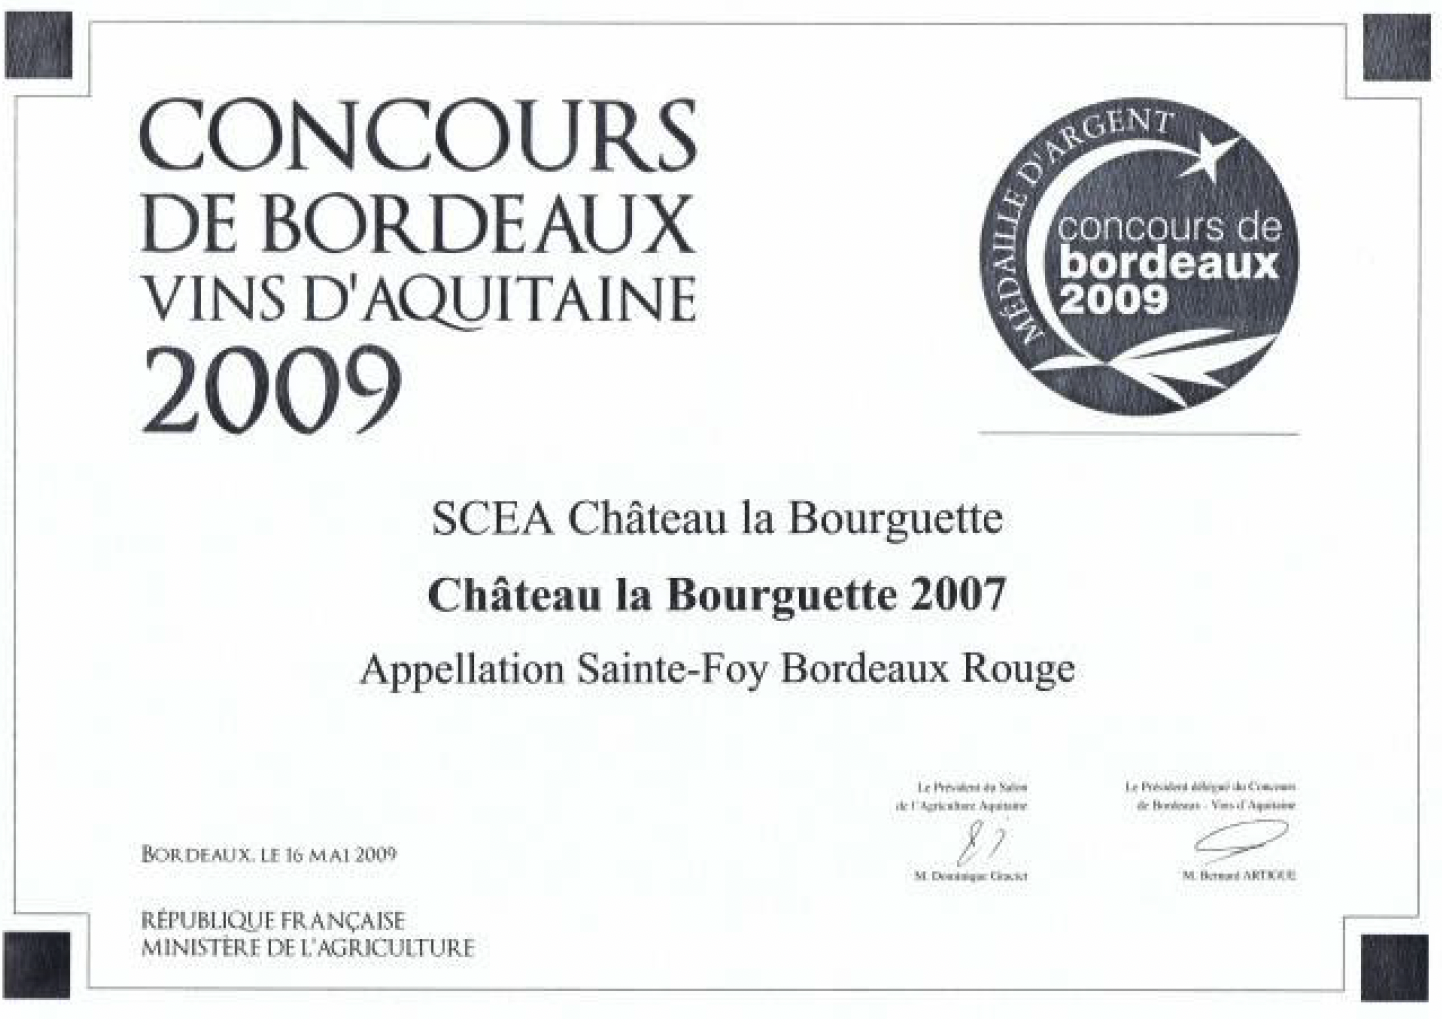 CONCOURS
DE BORDEAUX
VINS D'AQUITAINE
2009
MÉDAILLE D'ARGENT
concours de
bordeaux
2009
SCEA Château la Bourguette
Château la Bourguette 2007
Appellation Sainte-Foy Bordeaux Rouge
Le Président du Salon
de l'Agriculture Aquitaine
M. Dominique
Le Président délégué du Concours
de Bordeaux - Vins d'Aquitaine
M. Bernard ARTIGUE
BORDEAUX, LE 16 MAI 2009
RÉPUBLIQUE FRANÇAISE
MINISTÈRE DE L'AGRICULTURE